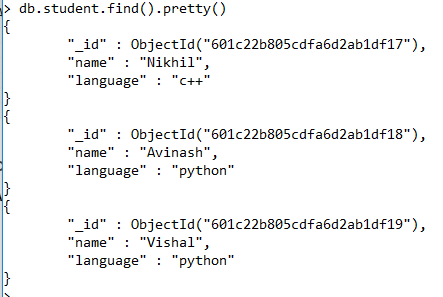 > db.student.find().pretty()
{
        "_id" : ObjectId("601c22b805cdfa6d2ab1df17"),
        "name" : "Nikhil",
        "language" : "c++"
}
{
        "_id" : ObjectId("601c22b805cdfa6d2ab1df18"),
        "name" : "Avinash",
        "language" : "python"
}
{
        "_id" : ObjectId("601c22b805cdfa6d2ab1df19"),
        "name" : "Vishal",
        "language" : "python"
}
>